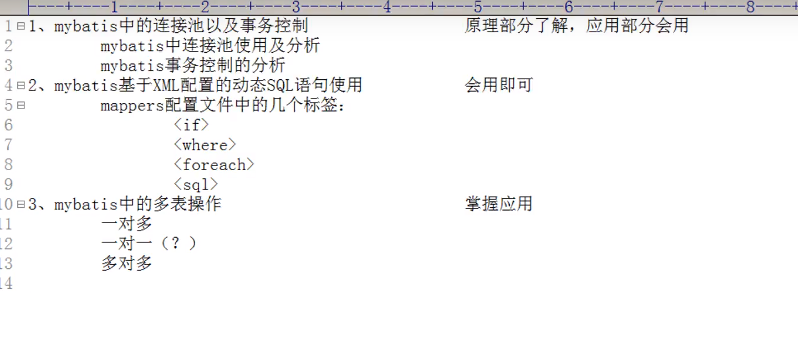 ----+----1----+----2----+----3----+----4----+----5----+----6----+----7----+----8----+
1 1、mybatis中的连接池以及事务控制 原理部分了解，应用部分会用
2 mybatis中连接池使用及分析
3 mybatis事务控制的分析
4 2、mybatis基于XML配置的动态SQL语句使用 会用即可
5 mappers配置文件中的几个标签：
6 <if>
7 <where>
8 <foreach>
9 <sql>
10 3、mybatis中的多表操作 掌握应用
11 一对多
12 一对一（？）
13 多对多
14